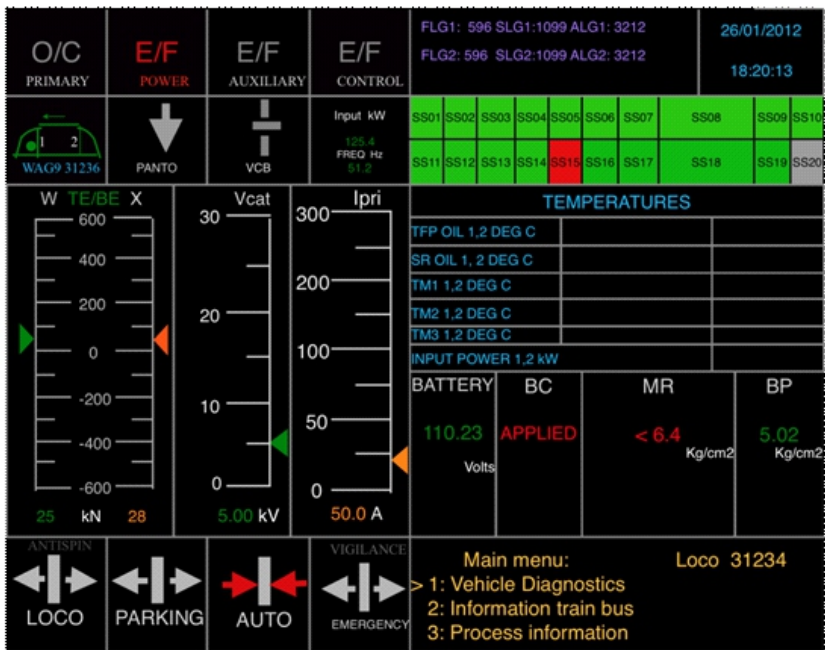 O/C
PRIMARY
E/F
POWER
E/F
AUXILIARY
E/F
CONTROL
FLG1: 596 SLG1:1099 ALG1: 3212
FLG2: 596 SLG2:1099 ALG2: 3212
26/01/2012
18:20:13
1 2
WAG9 31236
PANTO
VCB
Input kW
125.4
FREQ Hz
51.2
SS01 SS02 SS03 SS04 SS05 SS06 SS07 SS08 SS09 SS10
SS11 SS12 SS13 SS14 SS15 SS16 SS17 SS18 SS19 SS20
W TE/BE X
600
400
200
0
-200
-400
-600
25 kN 28
Vcat
30
20
10
0
5.00 kV
Ipri
300
200
100
50
0
50.0 A
TEMPERATURES
TFP OIL 1,2 DEG C
SR OIL 1, 2 DEG C
TM1 1,2 DEG C
TM2 1,2 DEG C
TM3 1,2 DEG C
INPUT POWER 1,2 kW
BATTERY
110.23
Volts
BC
APPLIED
MR
< 6.4
Kg/cm2
BP
5.02
Kg/cm2
ANTISPIN
LOCO
PARKING
AUTO
VIGILANCE
EMERGENCY
Main menu: Loco 31234
> 1: Vehicle Diagnostics
2: Information train bus
3: Process information